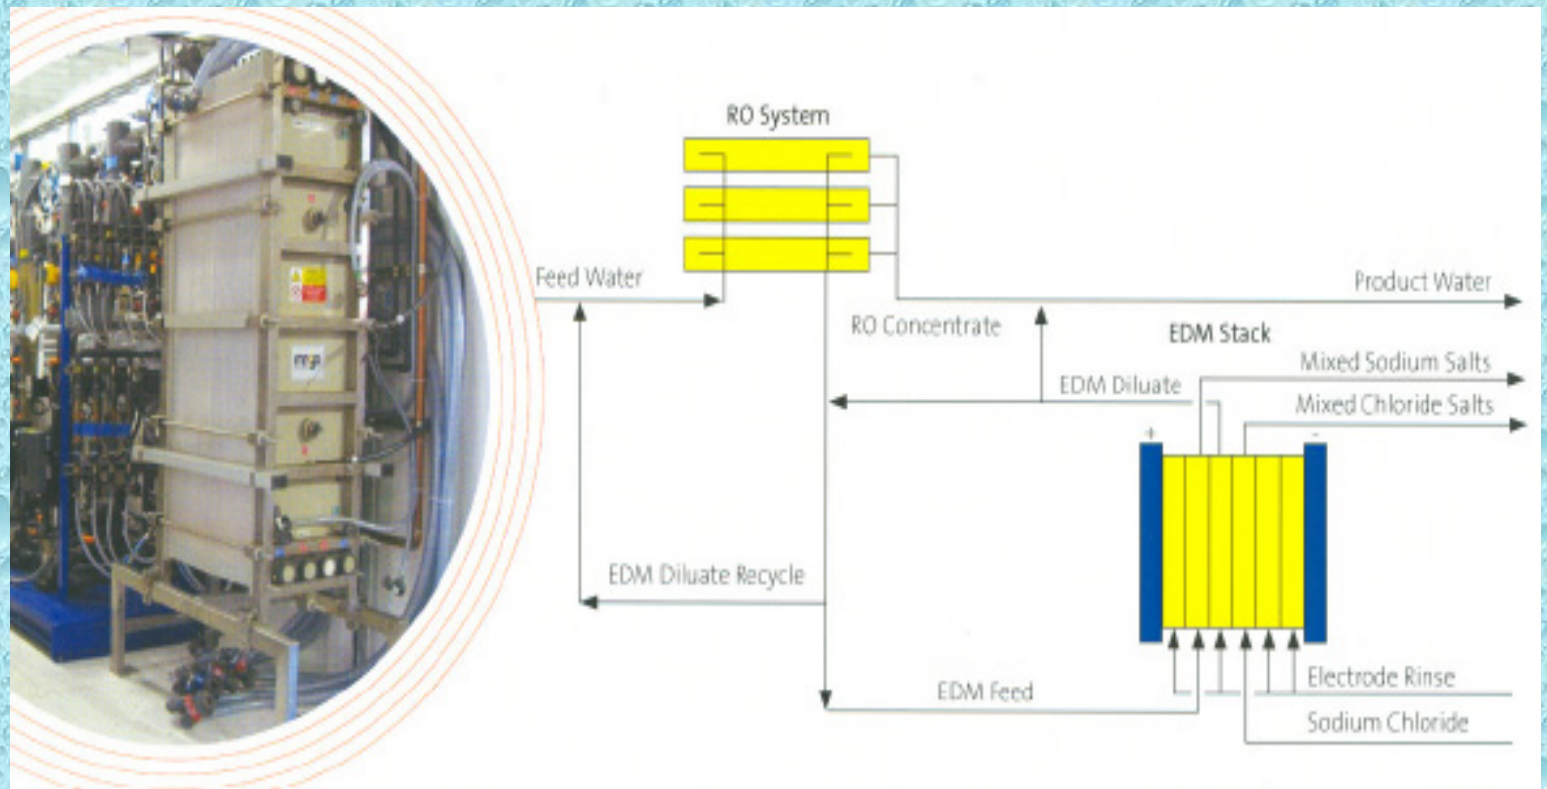 RO System
Feed Water
Product Water
RO Concentrate
EDM Stack
Mixed Sodium Salts
EDM Diluate
Mixed Chloride Salts
+
-
EDM Diluate Recycle
EDM Feed
Electrode Rinse
Sodium Chloride